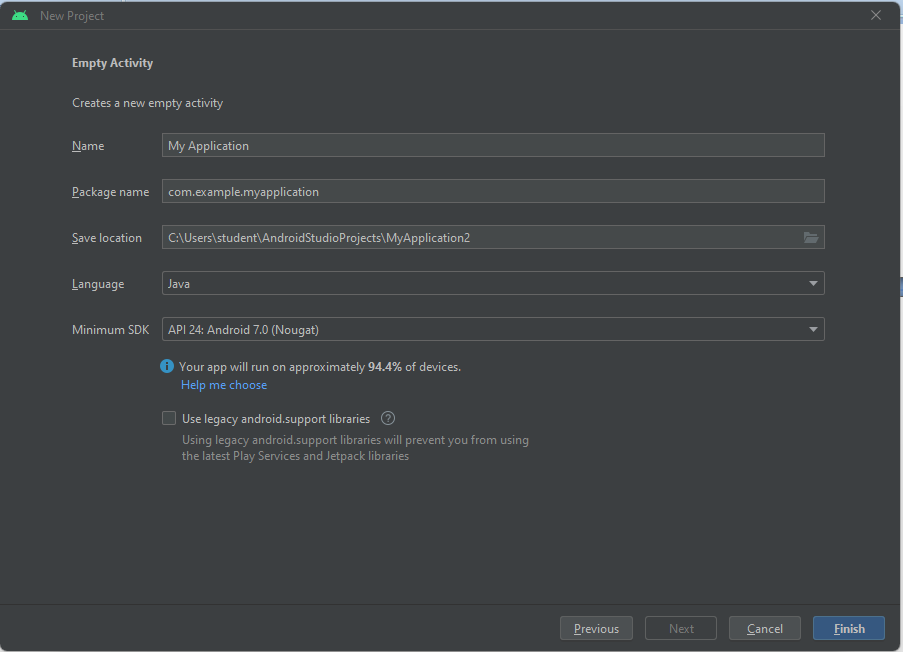 New Project
Empty Activity
Creates a new empty activity
Name My Application
Package name com.example.myapplication
Save location C:\Users\student\AndroidStudioProjects\MyApplication2
Language Java
Minimum SDK API 24: Android 7.0 (Nougat)
i Your app will run on approximately 94.4% of devices.
Help me choose
Use legacy android.support libraries ?
Using legacy android.support libraries will prevent you from using
the latest Play Services and Jetpack libraries
Previous Next Cancel Finish